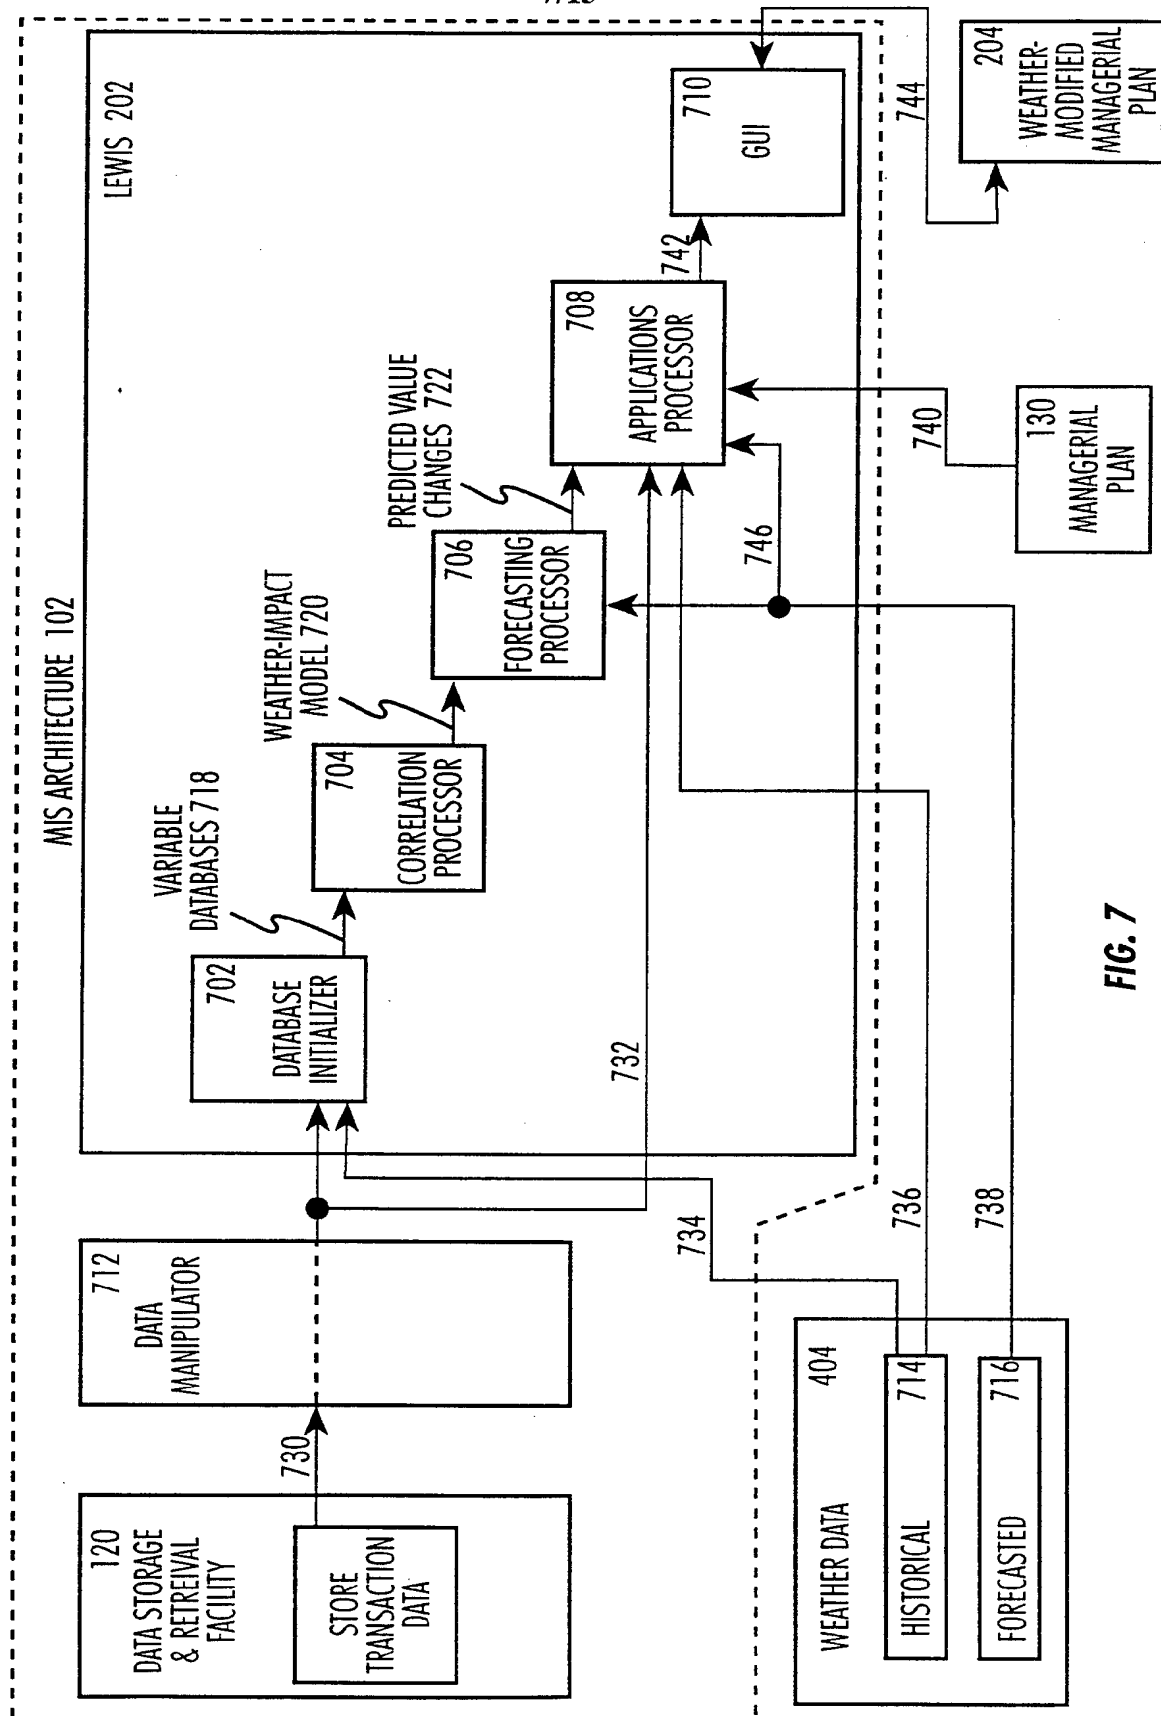 MIS ARCHITECTURE 102
LEWIS 202
120
DATA STORAGE
& RETREIVAL
FACILITY
STORE
TRANSACTION
DATA
730
712
DATA
MANIPULATOR
702
DATABASE
INITIALIZER
VARIABLE
DATABASES 718
704
CORRELATION
PROCESSOR
WEATHER-IMPACT
MODEL 720
706
FORECASTING
PROCESSOR
PREDICTED VALUE
CHANGES 722
708
APPLICATIONS
PROCESSOR
742
710
GUI
732
734
746
736
738
740
744
404
WEATHER DATA
HISTORICAL
714
FORECASTED
716
130
MANAGERIAL
PLAN
204
WEATHER-
MODIFIED
MANAGERIAL
PLAN
FIG. 7